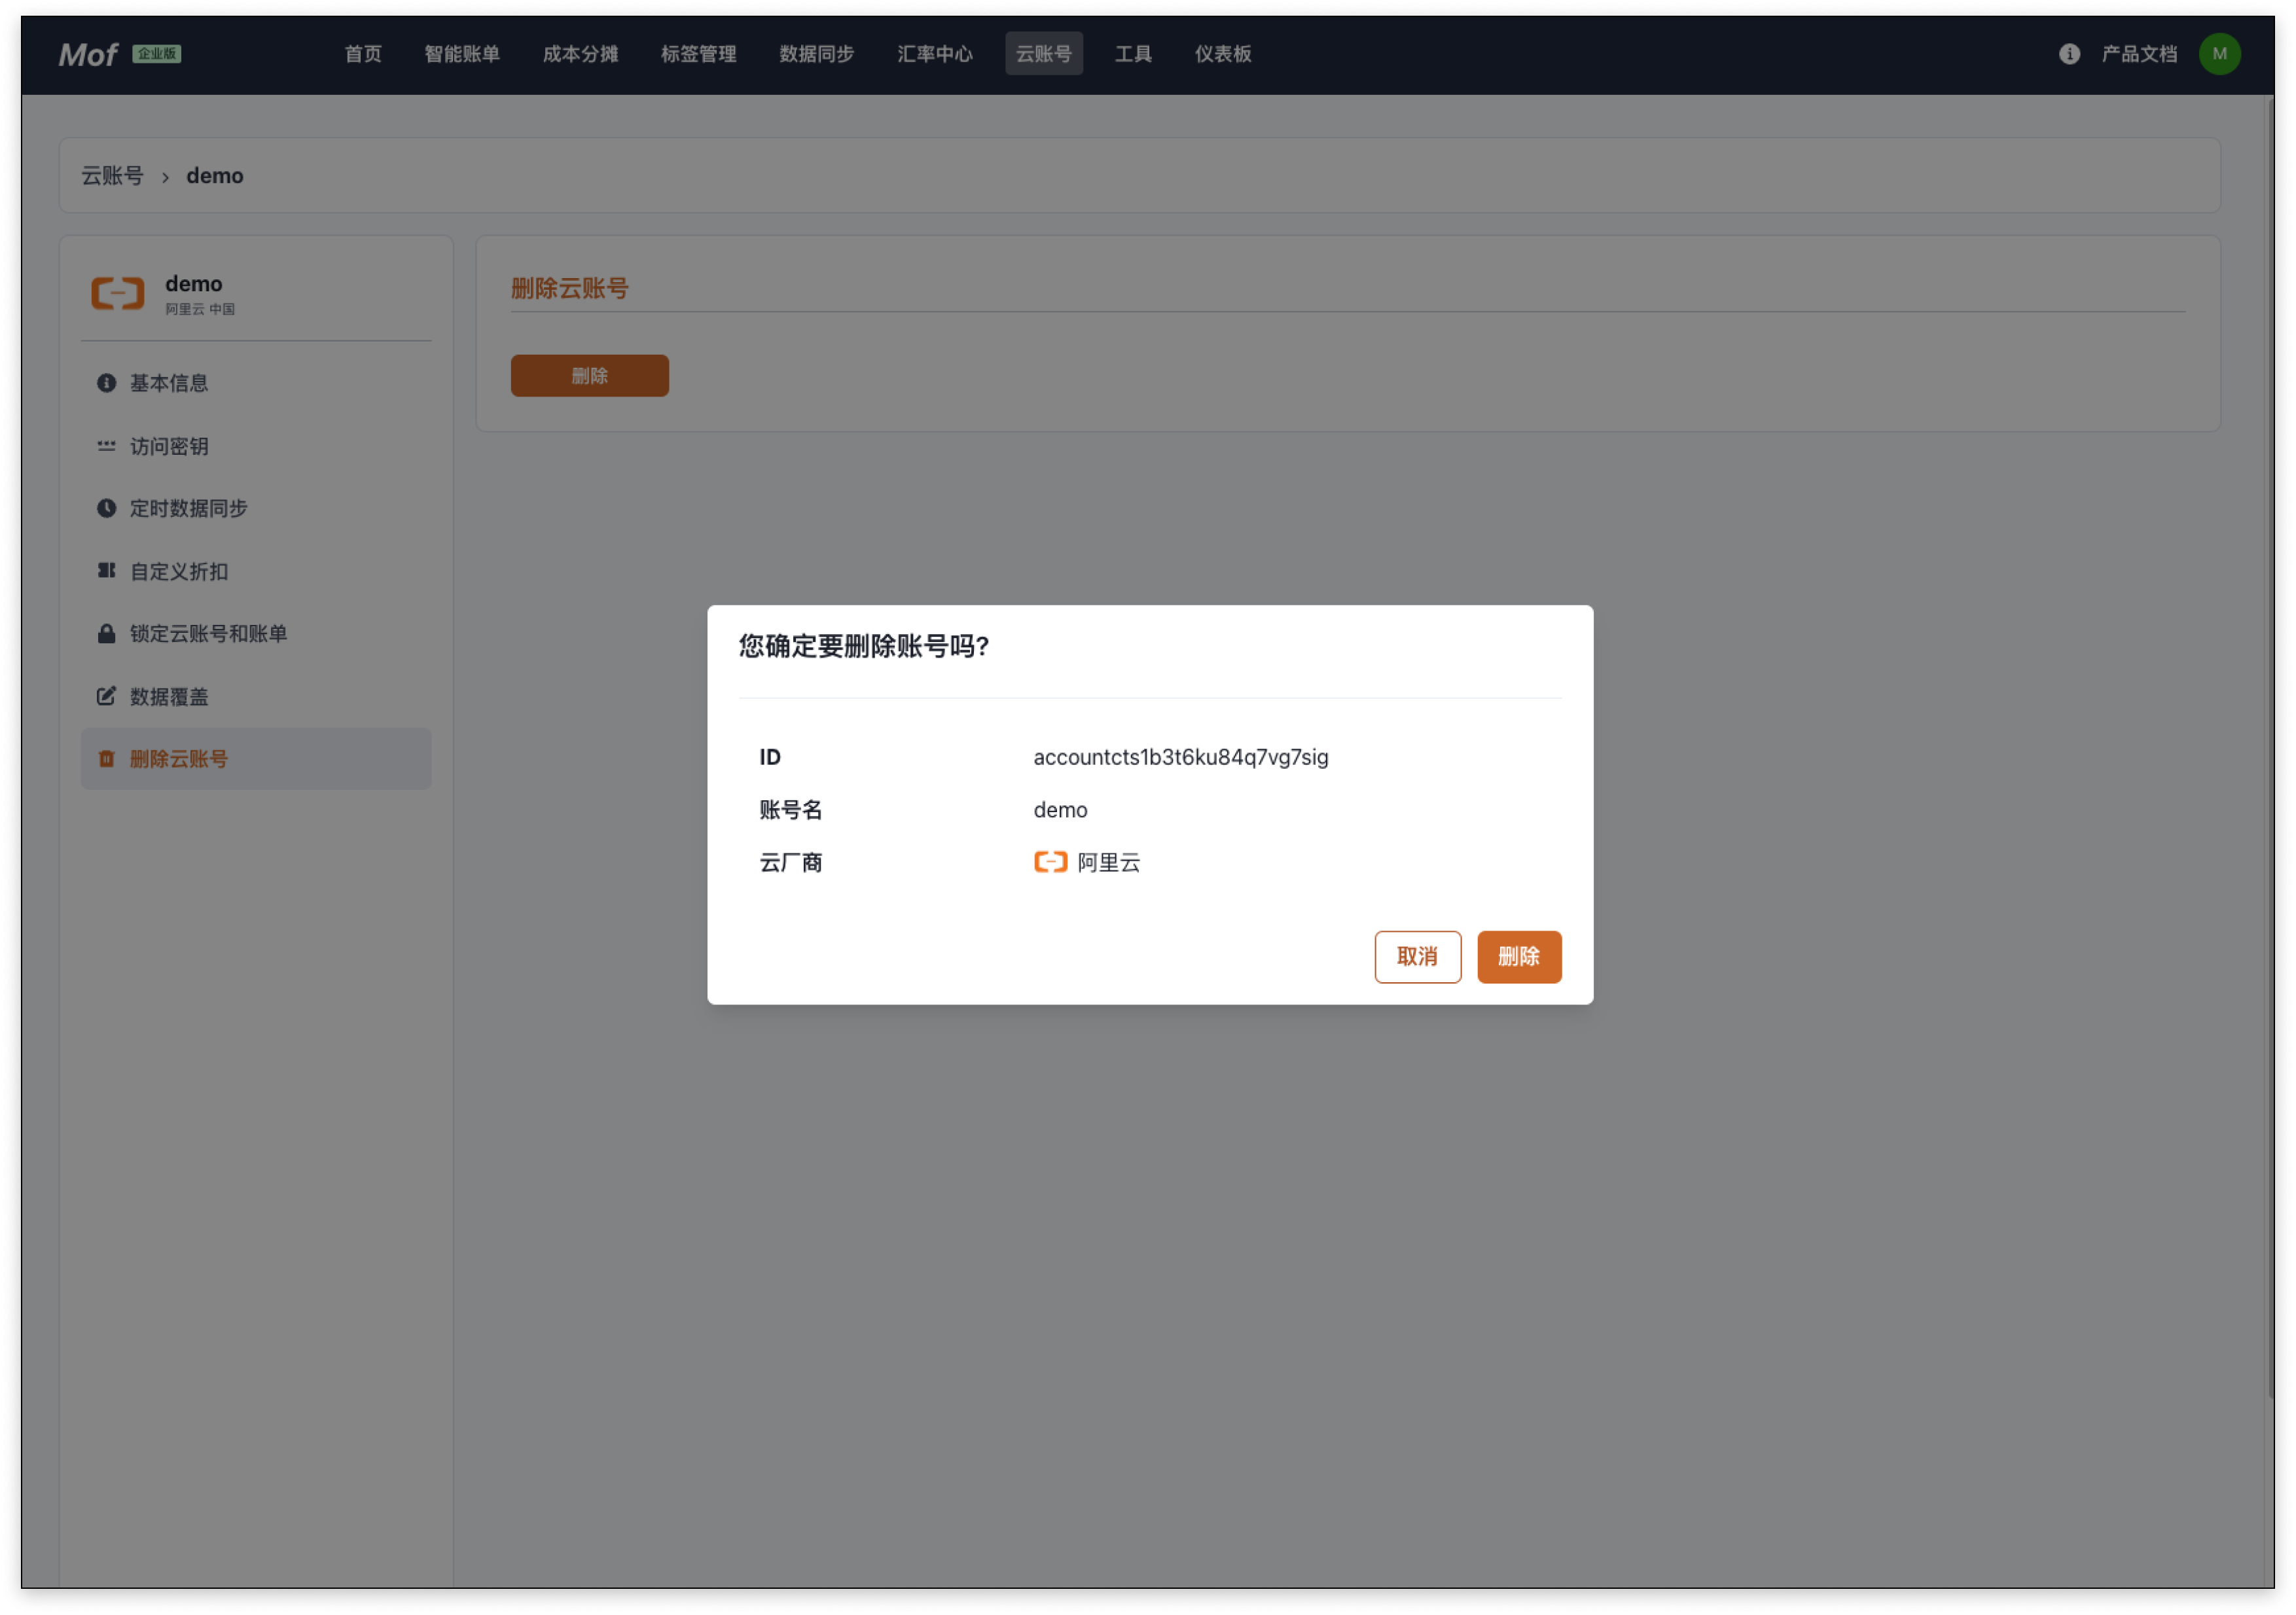 Mof 企业版 首页 智能账单 成本分摊 标签管理 数据同步 汇率中心 云账号 工具 仪表板 产品文档 M
云账号 › demo
demo
阿里云 中国
基本信息
访问密钥
定时数据同步
自定义折扣
锁定云账号和账单
数据覆盖
删除云账号
删除云账号
删除
您确定要删除账号吗?
ID accountcts1b3t6ku84q7vg7sig
账号名 demo
云厂商 阿里云
取消 删除